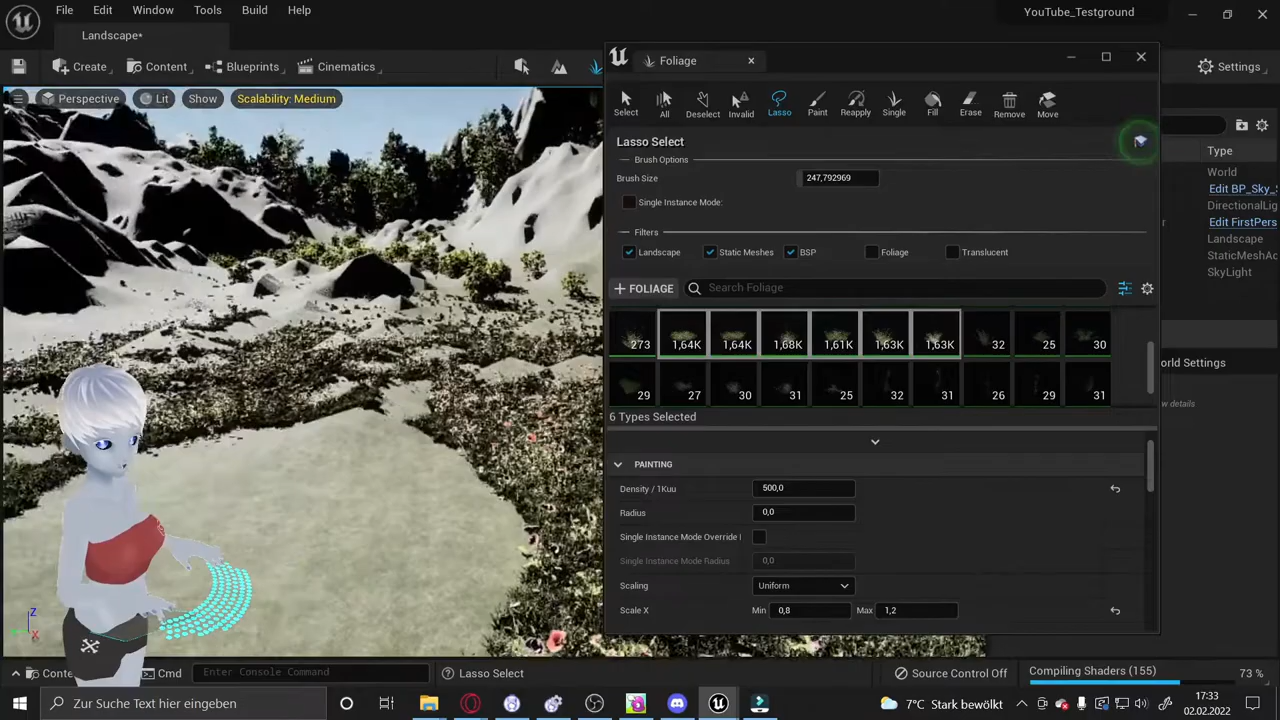 File Edit Window Tools Build Help
YouTube_Testground
Landscape*
Create Content Blueprints Cinematics
Settings
Perspective Lit Show Scalability: Medium
Foliage
Select All Deselect Invalid Lasso Paint Reapply Single Fill Erase Remove Move
Lasso Select
Brush Options
Brush Size 247,792969
Single Instance Mode:
Filters
Landscape Static Meshes BSP Foliage Translucent
+ FOLIAGE Search Foliage
273 1,64K 1,64K 1,68K 1,61K 1,63K 1,63K 32 25 30
29 27 30 31 25 32 31 26 29 31
6 Types Selected
PAINTING
Density / 1Kuu 500,0
Radius 0,0
Single Instance Mode Override
Single Instance Mode Radius 0,0
Scaling Uniform
Scale X Min 0,8 Max 1,2
Type
World
Edit BP_Sky_
DirectionalLig
Edit FirstPers
Landscape
StaticMeshAc
SkyLight
orld Settings
w details
Conte Cmd Enter Console Command Lasso Select
Source Control Off Compiling Shaders (155) 73 %
Zur Suche Text hier eingeben
7°C Stark bewölkt
17:33
02.02.2022